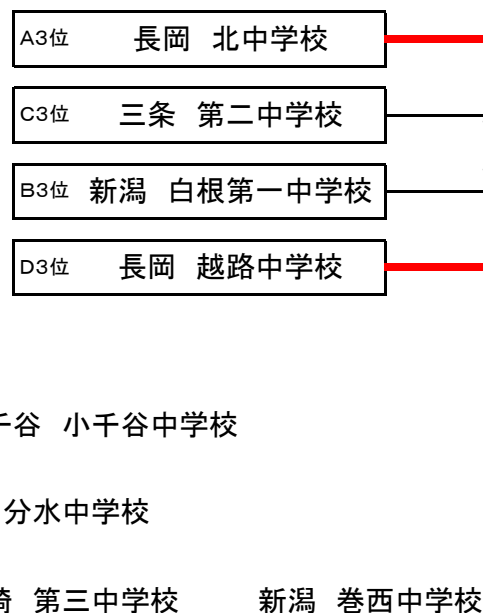 A3位 長岡 北中学校
C3位 三条 第二中学校
B3位 新潟 白根第一中学校
D3位 長岡 越路中学校
千谷 小千谷中学校
分水中学校
崎 第三中学校 新潟 巻西中学校